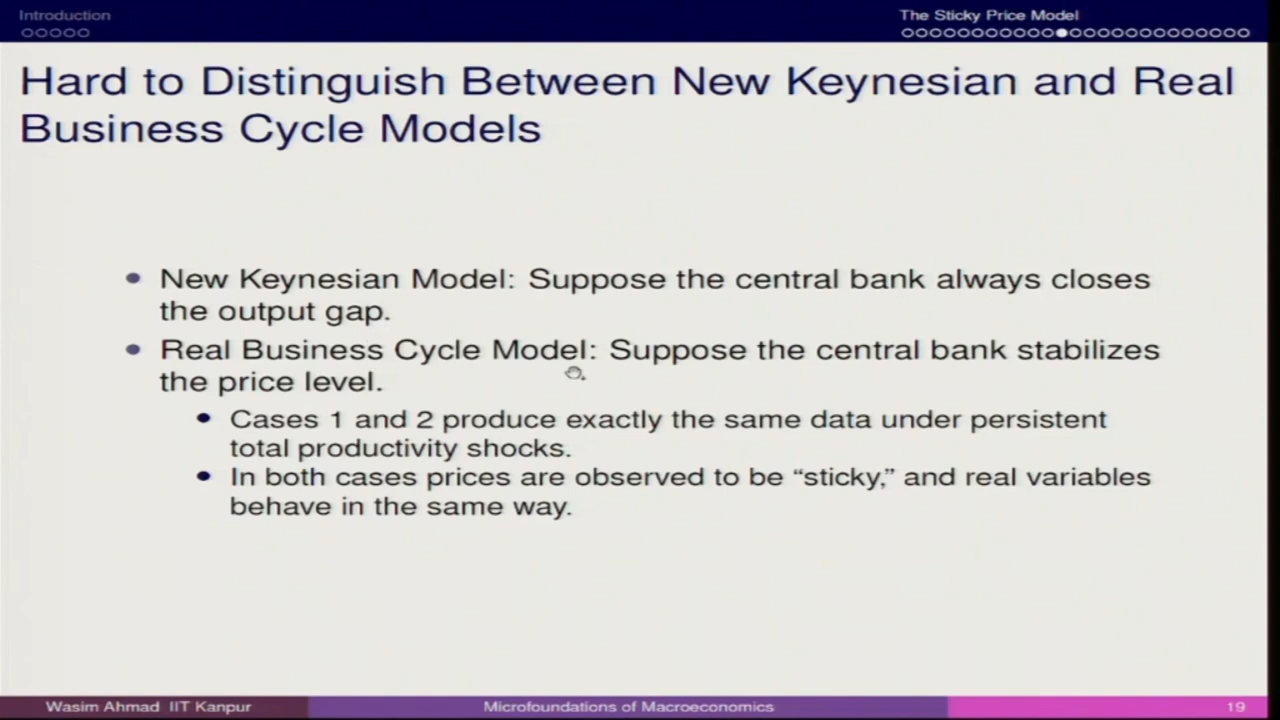 Introduction
The Sticky Price Model
Hard to Distinguish Between New Keynesian and Real
Business Cycle Models
New Keynesian Model: Suppose the central bank always closes
the output gap.
Real Business Cycle Model: Suppose the central bank stabilizes
the price level.
Cases 1 and 2 produce exactly the same data under persistent
total productivity shocks.
In both cases prices are observed to be “sticky,” and real variables
behave in the same way.
Wasim Ahmad IIT Kanpur
Microfoundations of Macroeconomics
19